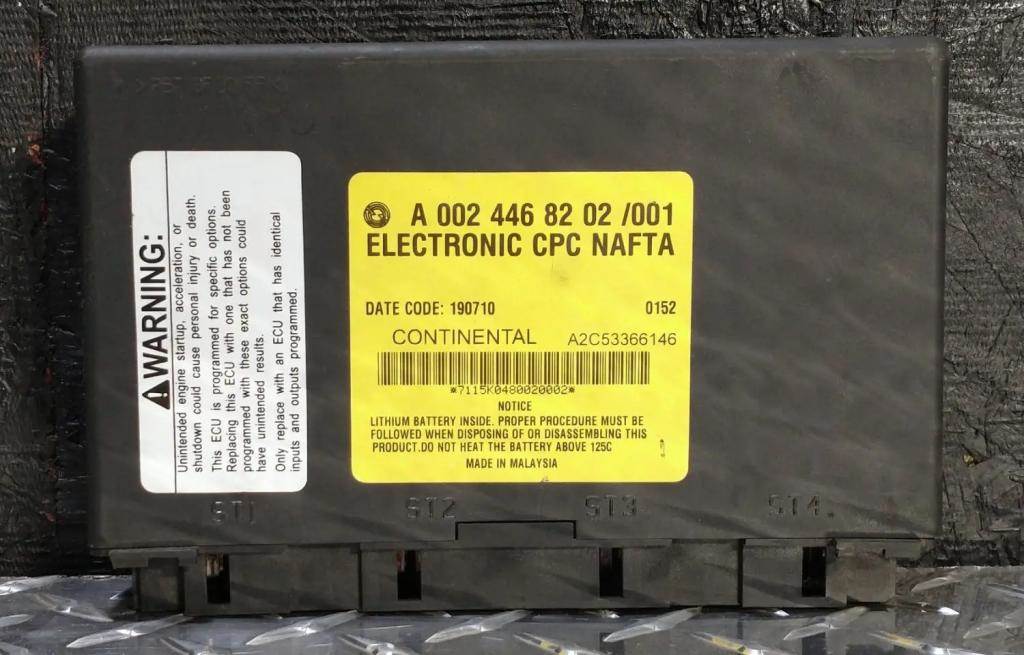 ⚠WARNING:
Unintended engine startup, acceleration, or
shutdown could cause personal injury or death.
This ECU is programmed for specific options.
Replacing this ECU with one that has not been
programmed with these exact options could
have unintended results.
Only replace with an ECU that has identical
inputs and outputs programmed.
A 002 446 82 02 /001
ELECTRONIC CPC NAFTA
DATE CODE: 190710 0152
CONTINENTAL A2C53366146
*7115K0480020002*
NOTICE
LITHIUM BATTERY INSIDE. PROPER PROCEDURE MUST BE
FOLLOWED WHEN DISPOSING OF OR DISASSEMBLING THIS
PRODUCT.DO NOT HEAT THE BATTERY ABOVE 125C
MADE IN MALAYSIA
ST1 ST2 ST3 ST4